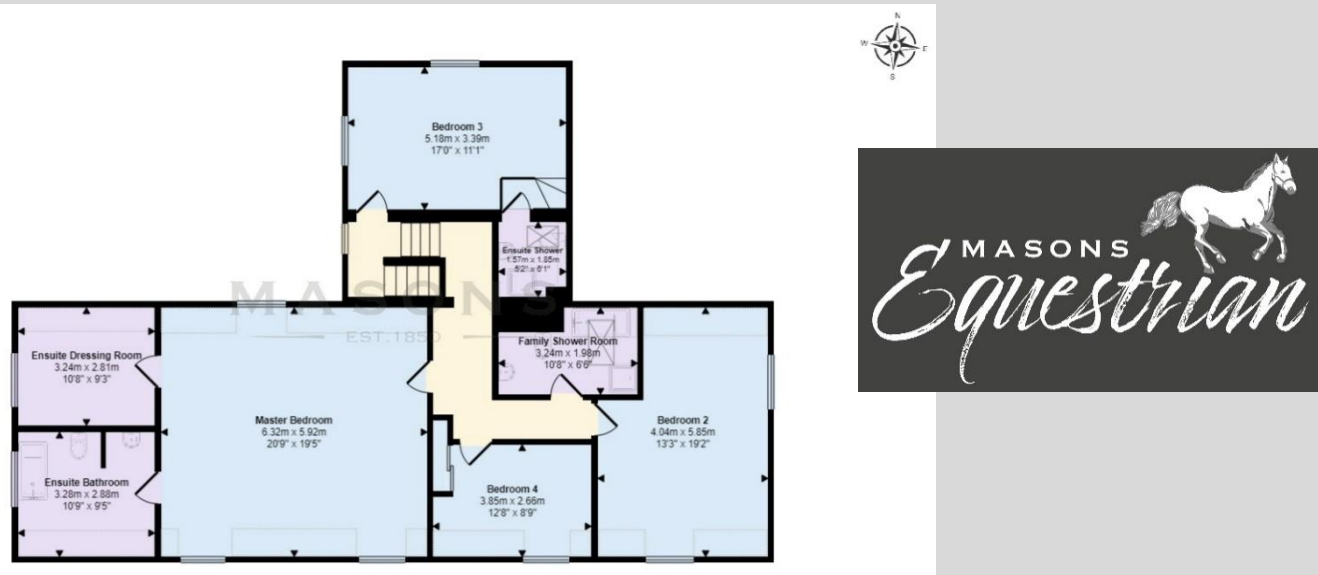 N
W E
S
Bedroom 3
5.18m x 3.39m
17'0" x 11'1"
Ensuite Shower
1.57m x 1.85m
5'2" x 6'1"
MASONS
EST.1850
MASONS
Equestrian
Ensuite Dressing Room
3.24m x 2.81m
10'8" x 9'3"
Family Shower Room
3.24m x 1.98m
10'8" x 6'6"
Master Bedroom
6.32m x 5.92m
20'9" x 19'5"
Bedroom 2
4.04m x 5.85m
13'3" x 19'2"
Ensuite Bathroom
3.28m x 2.88m
10'9" x 9'5"
Bedroom 4
3.85m x 2.66m
12'8" x 8'9"